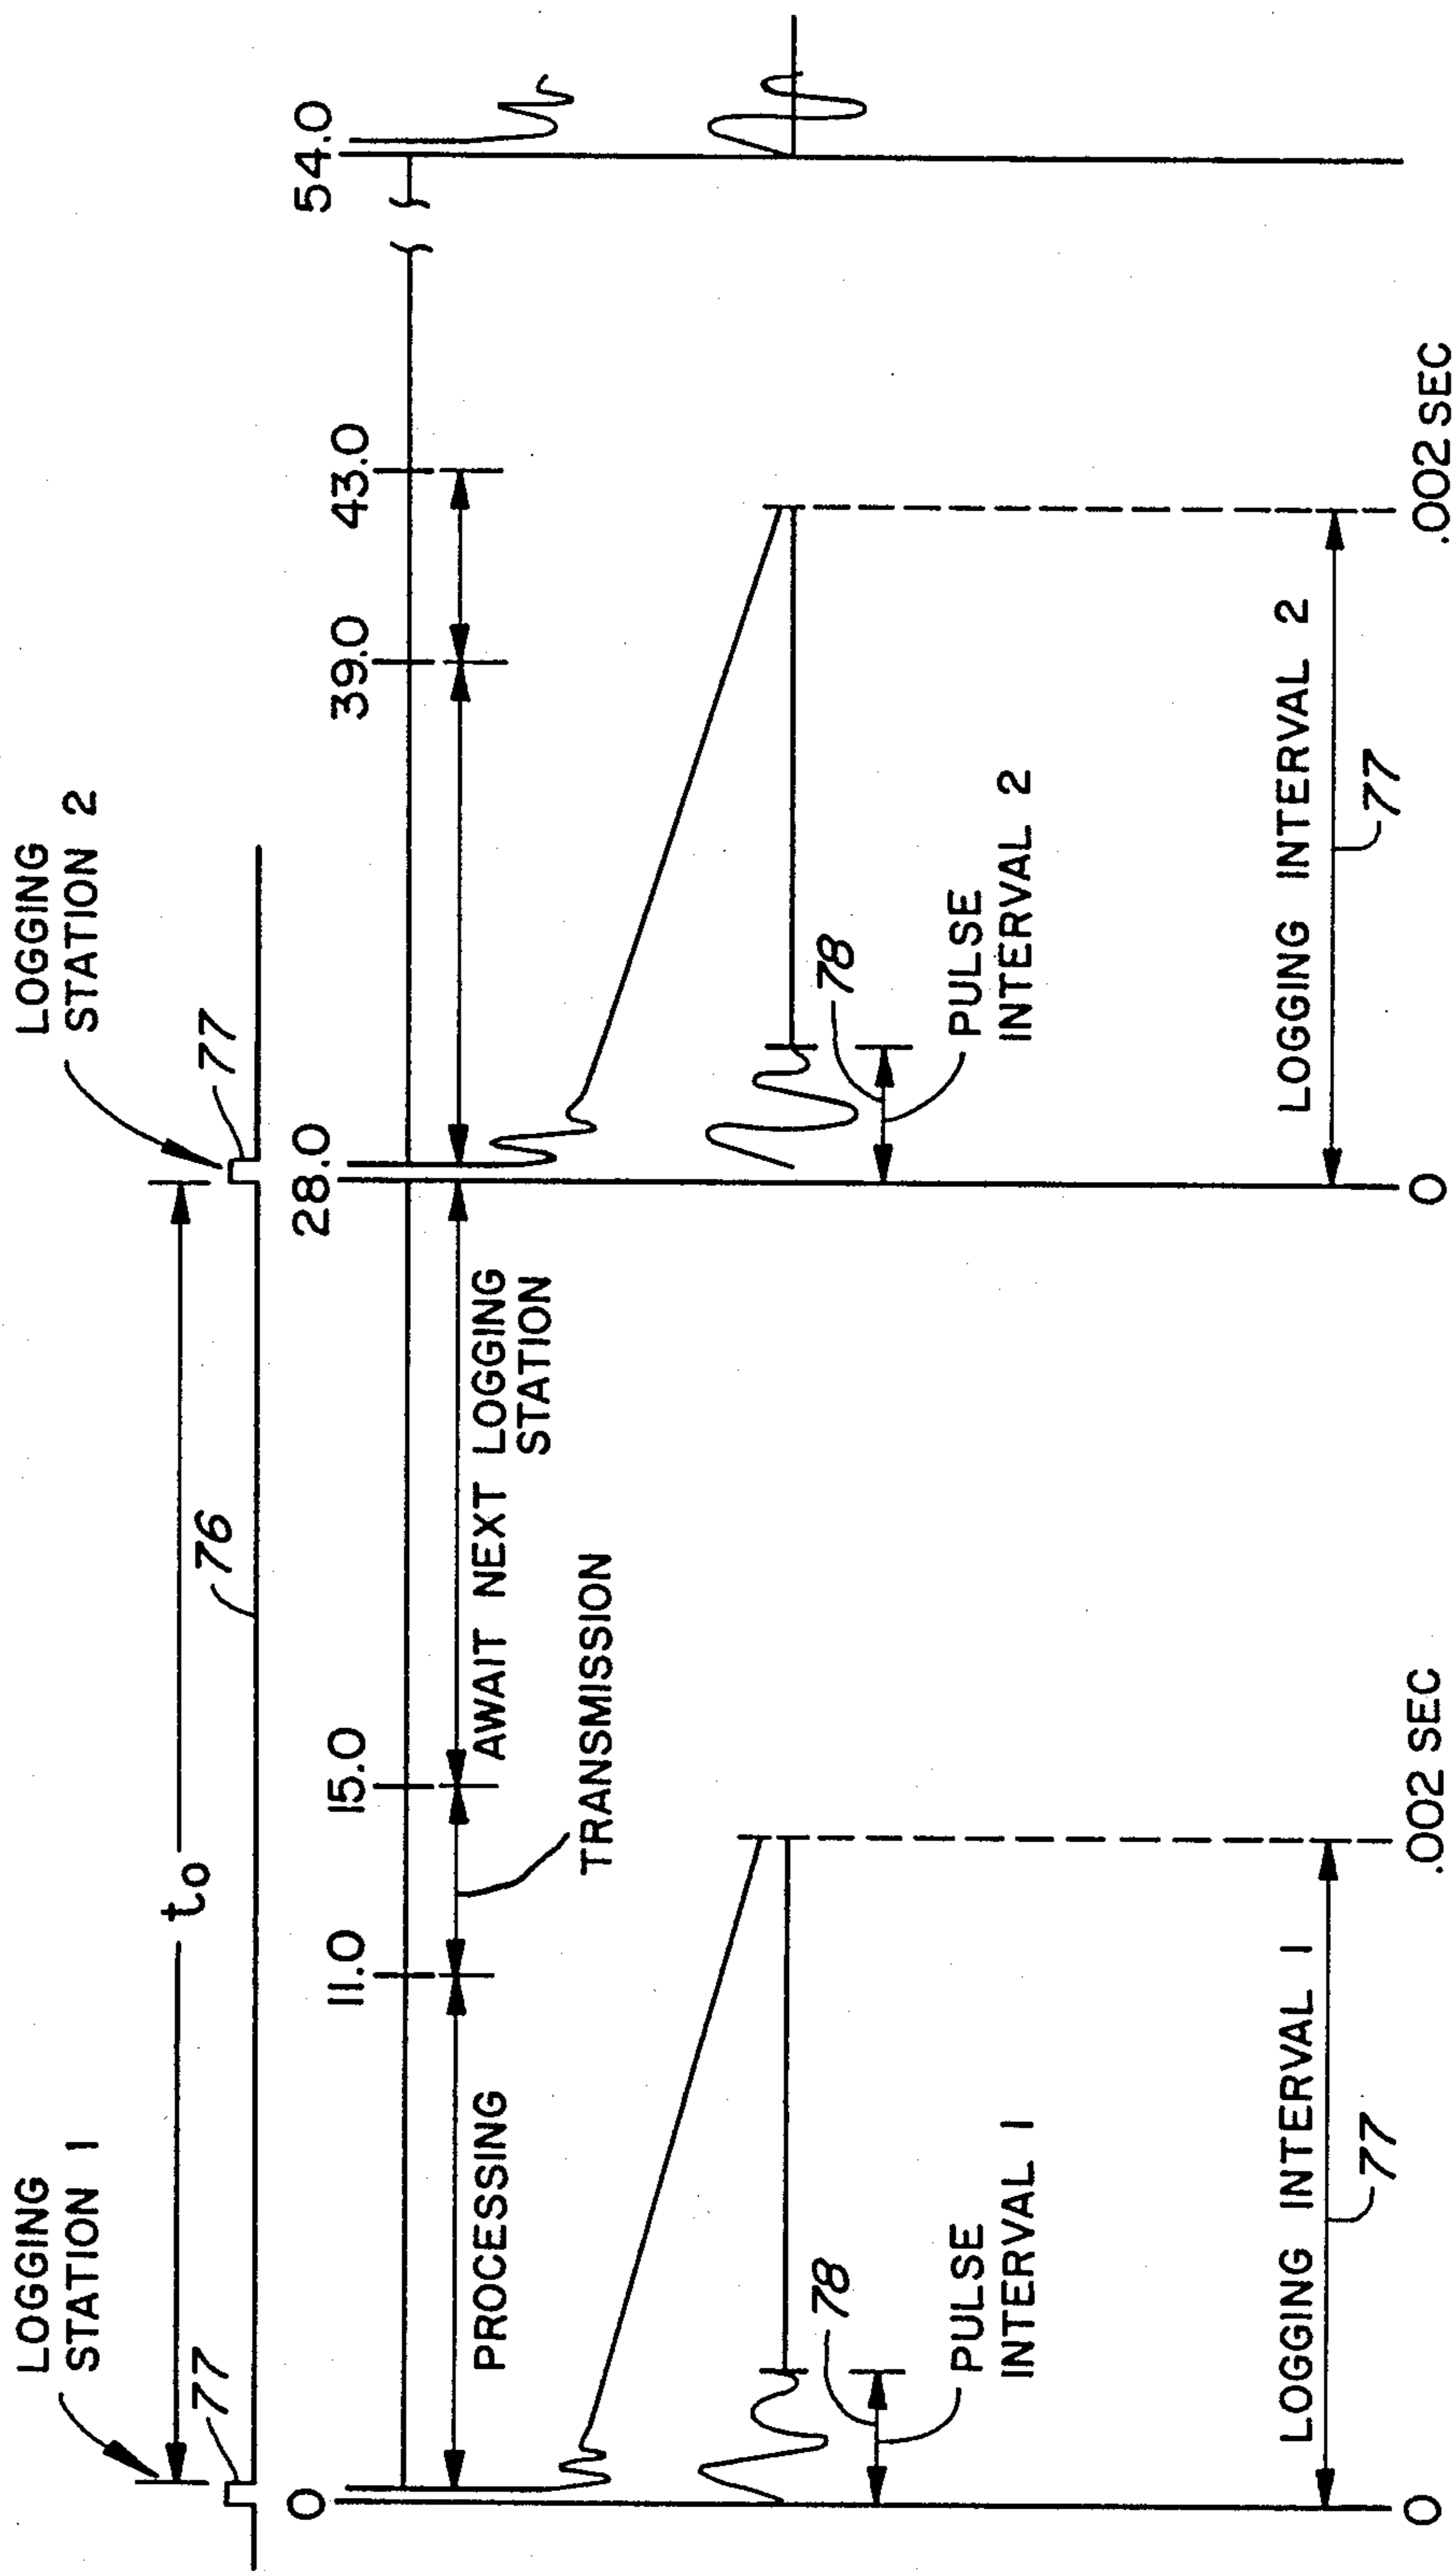 LOGGING
STATION 1
LOGGING
STATION 2
77
77
t₀
76
0
11.0
15.0
28.0
39.0
43.0
54.0
PROCESSING
AWAIT NEXT LOGGING
STATION
TRANSMISSION
78
78
PULSE
INTERVAL 1
PULSE
INTERVAL 2
LOGGING INTERVAL 1
LOGGING INTERVAL 2
77
77
0
.002 SEC
0
.002 SEC